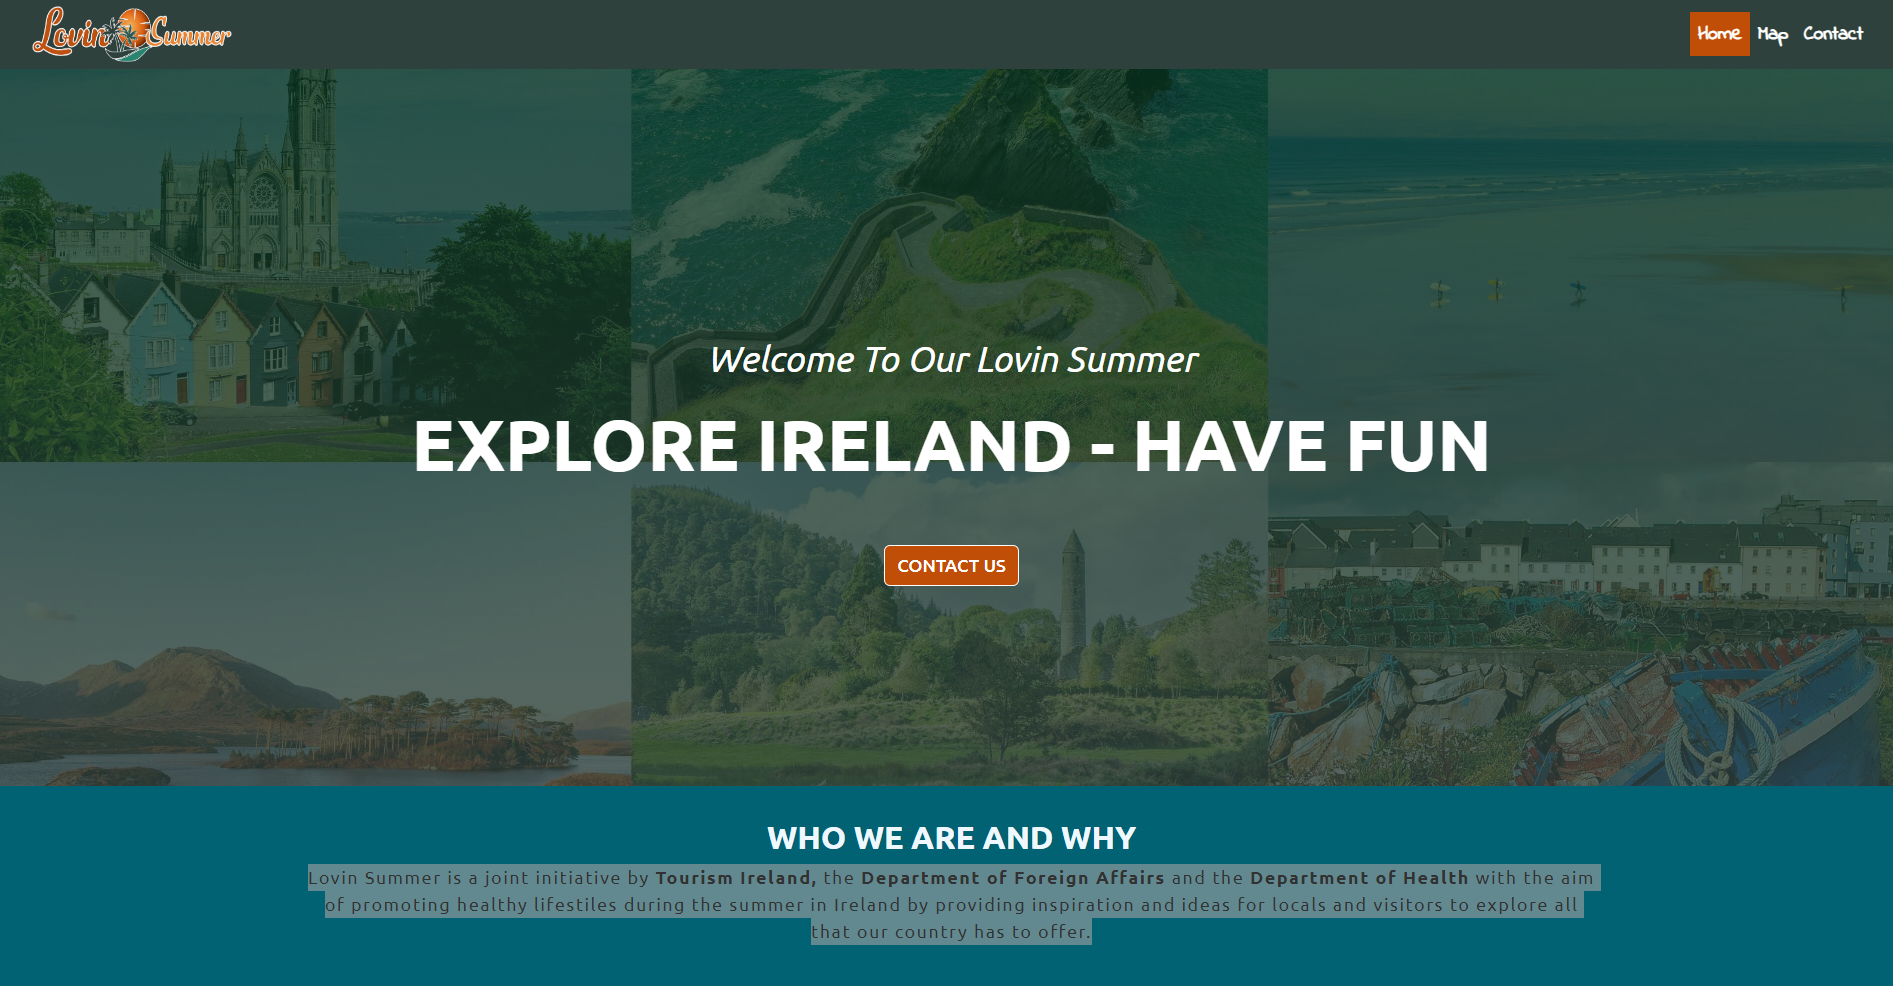 Lovin Summer
Home Map Contact
Welcome To Our Lovin Summer
EXPLORE IRELAND - HAVE FUN
CONTACT US
WHO WE ARE AND WHY
Lovin Summer is a joint initiative by Tourism Ireland, the Department of Foreign Affairs and the Department of Health with the aim
of promoting healthy lifestiles during the summer in Ireland by providing inspiration and ideas for locals and visitors to explore all
that our country has to offer.